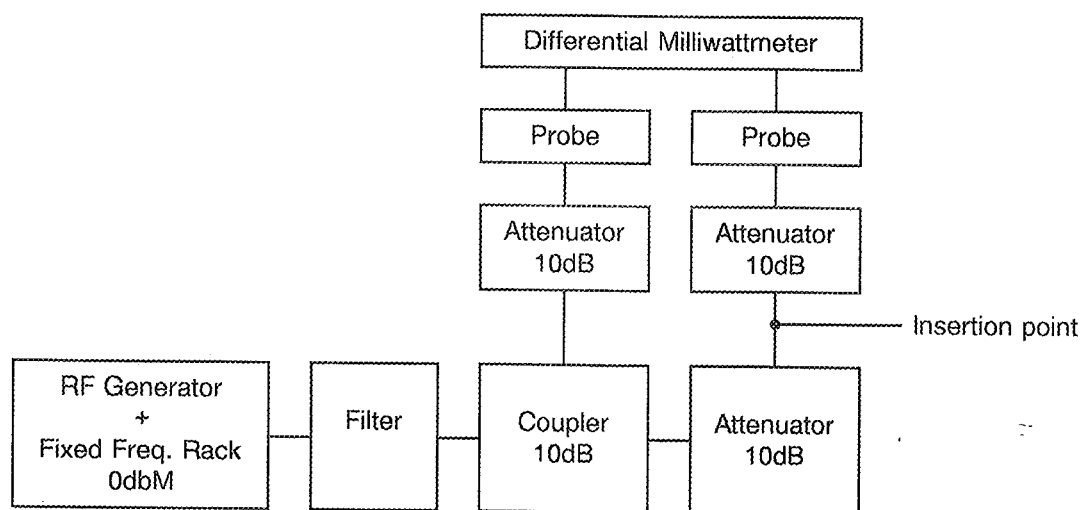 Differential Milliwattmeter
Probe
Probe
Attenuator
10dB
Attenuator
10dB
Insertion point
RF Generator
+
Fixed Freq. Rack
0dbM
Filter
Coupler
10dB
Attenuator
10dB